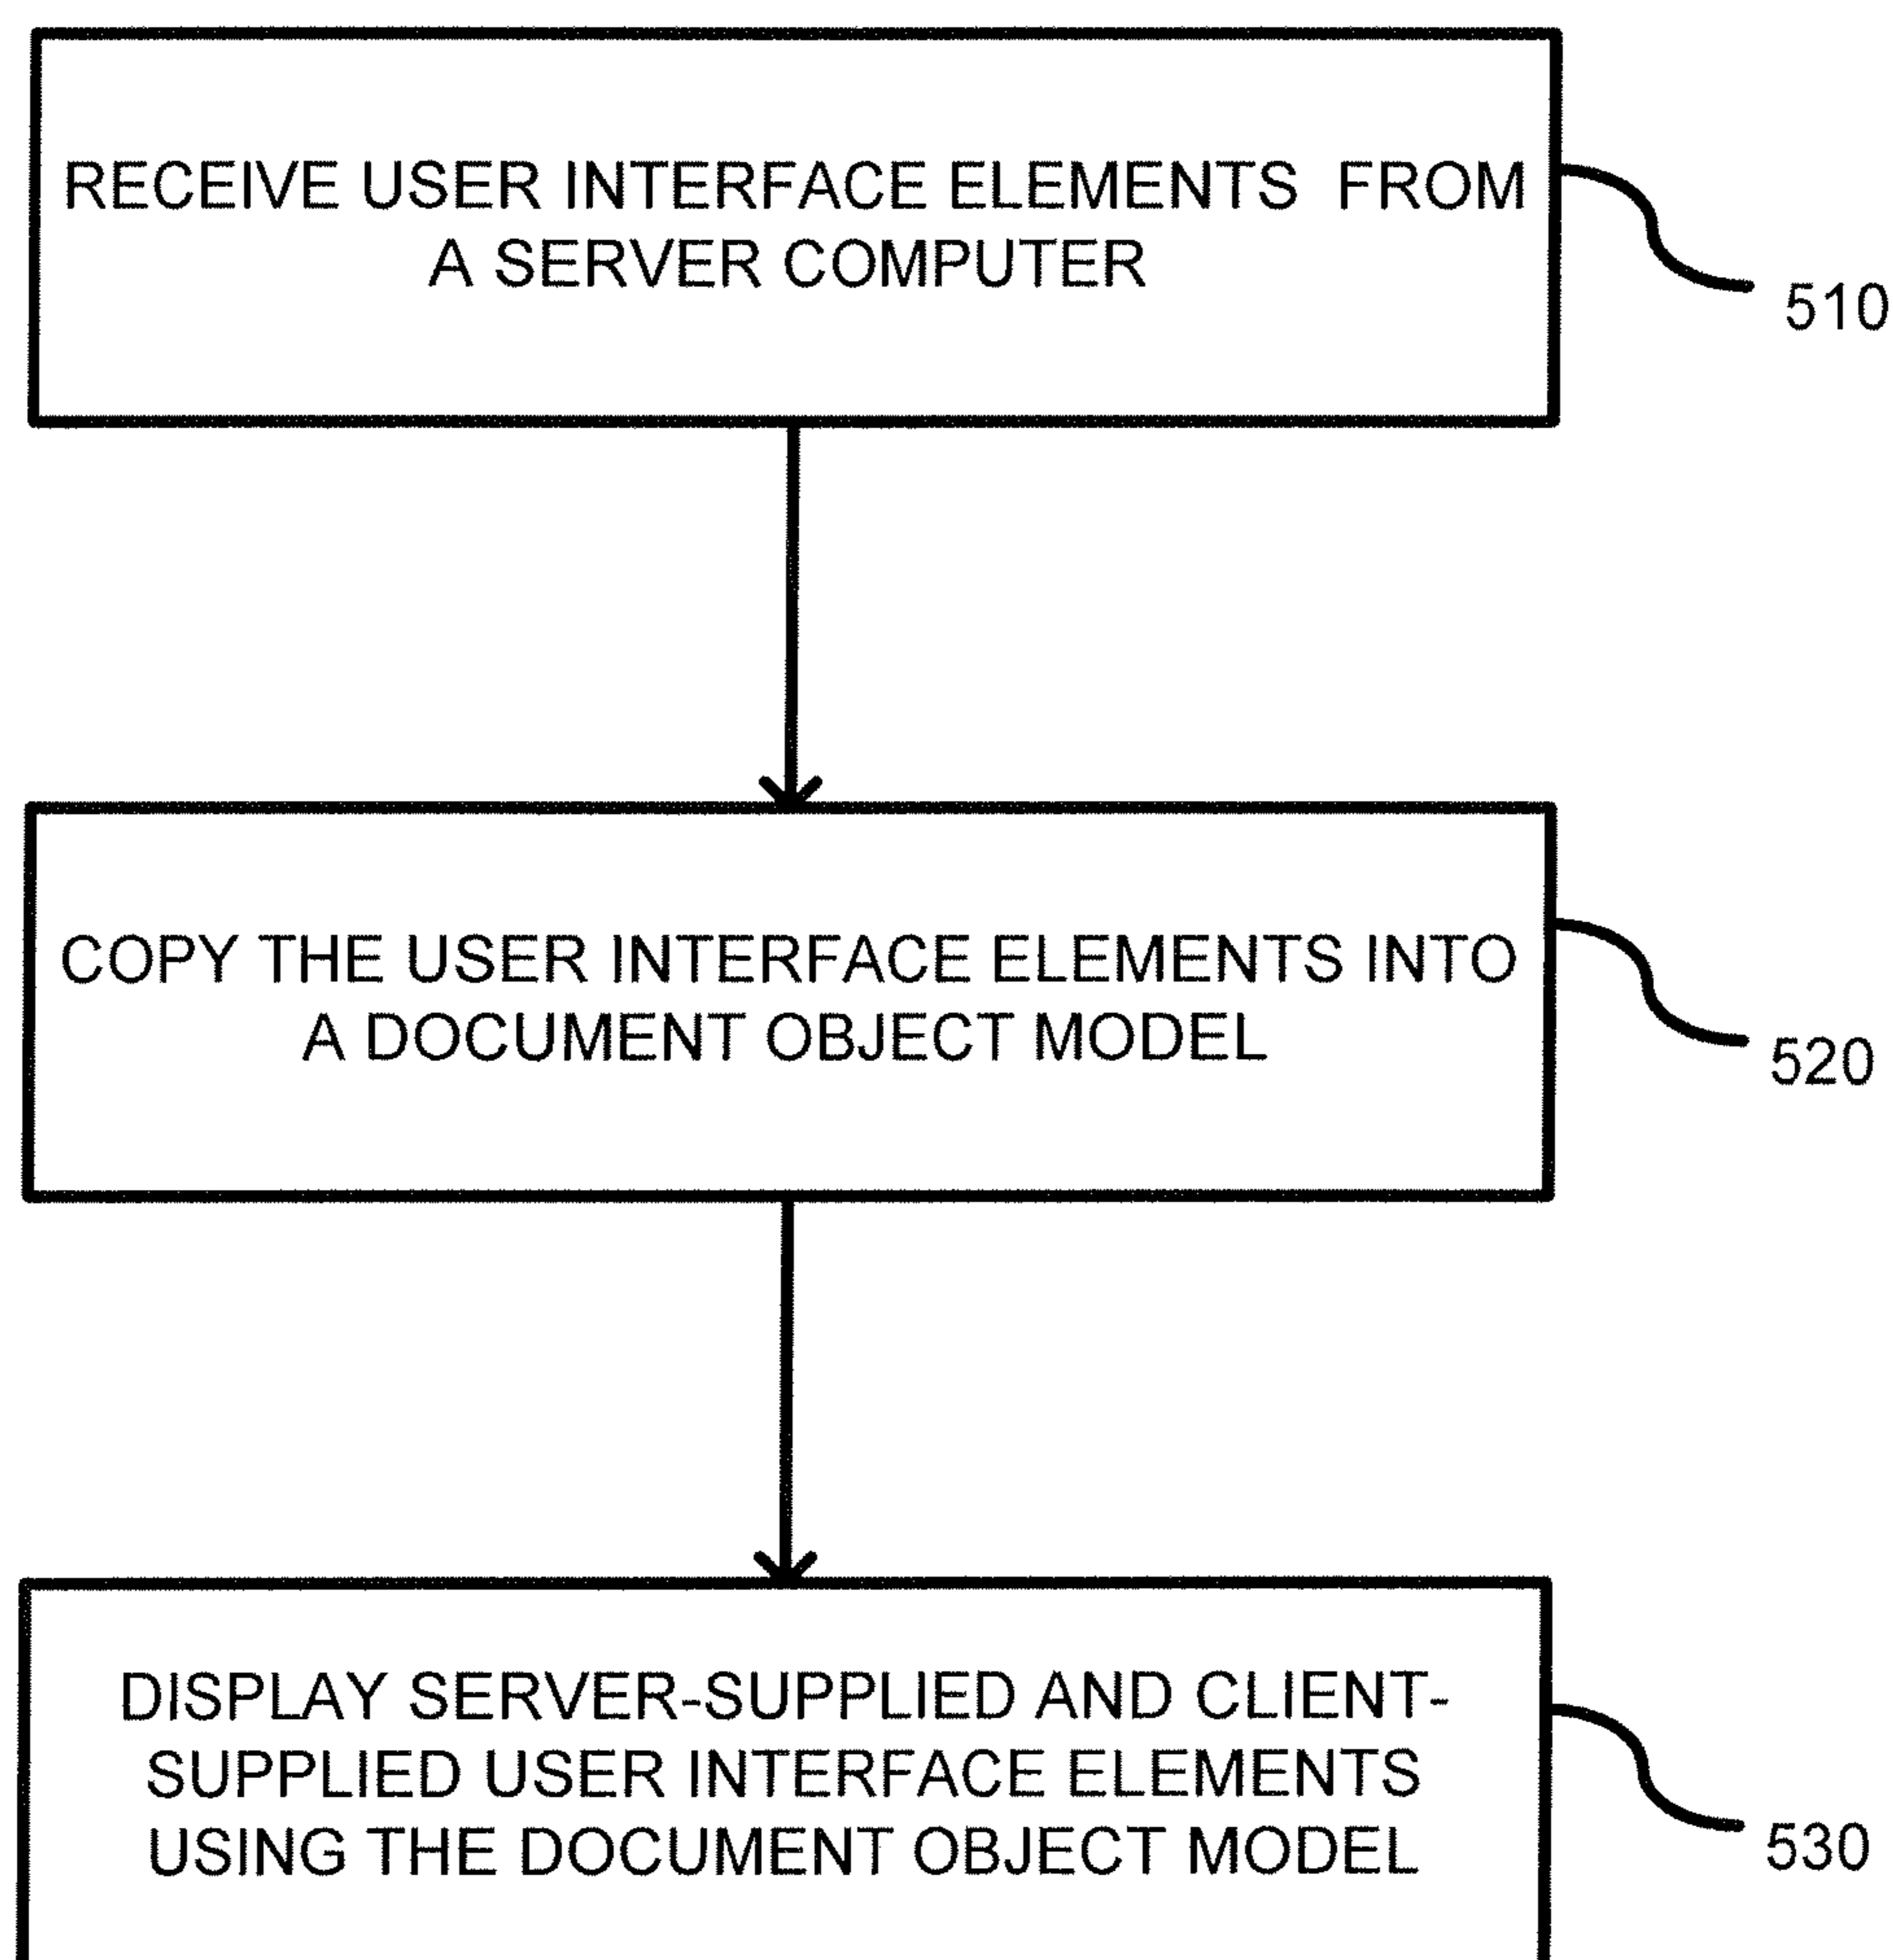 RECEIVE USER INTERFACE ELEMENTS FROM
A SERVER COMPUTER
510
COPY THE USER INTERFACE ELEMENTS INTO
A DOCUMENT OBJECT MODEL
520
DISPLAY SERVER-SUPPLIED AND CLIENT-
SUPPLIED USER INTERFACE ELEMENTS
USING THE DOCUMENT OBJECT MODEL
530